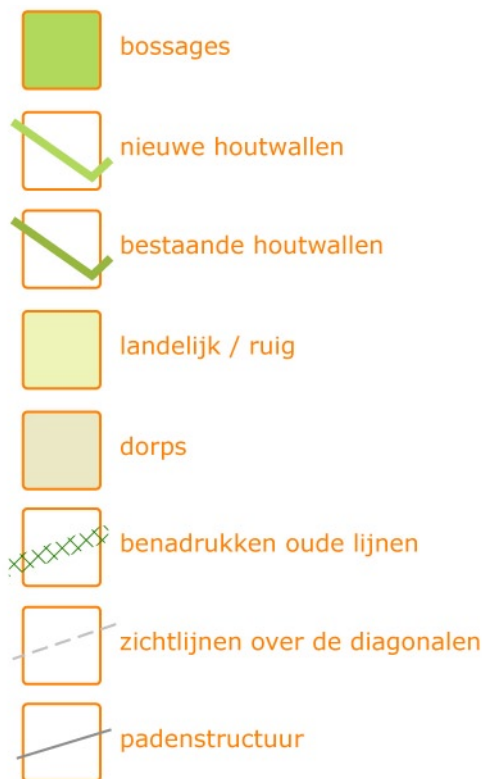 bossages
nieuwe houtwallen
bestaande houtwallen
landelijk / ruig
dorps
benadrukken oude lijnen
zichtlijnen over de diagonalen
padenstructuur